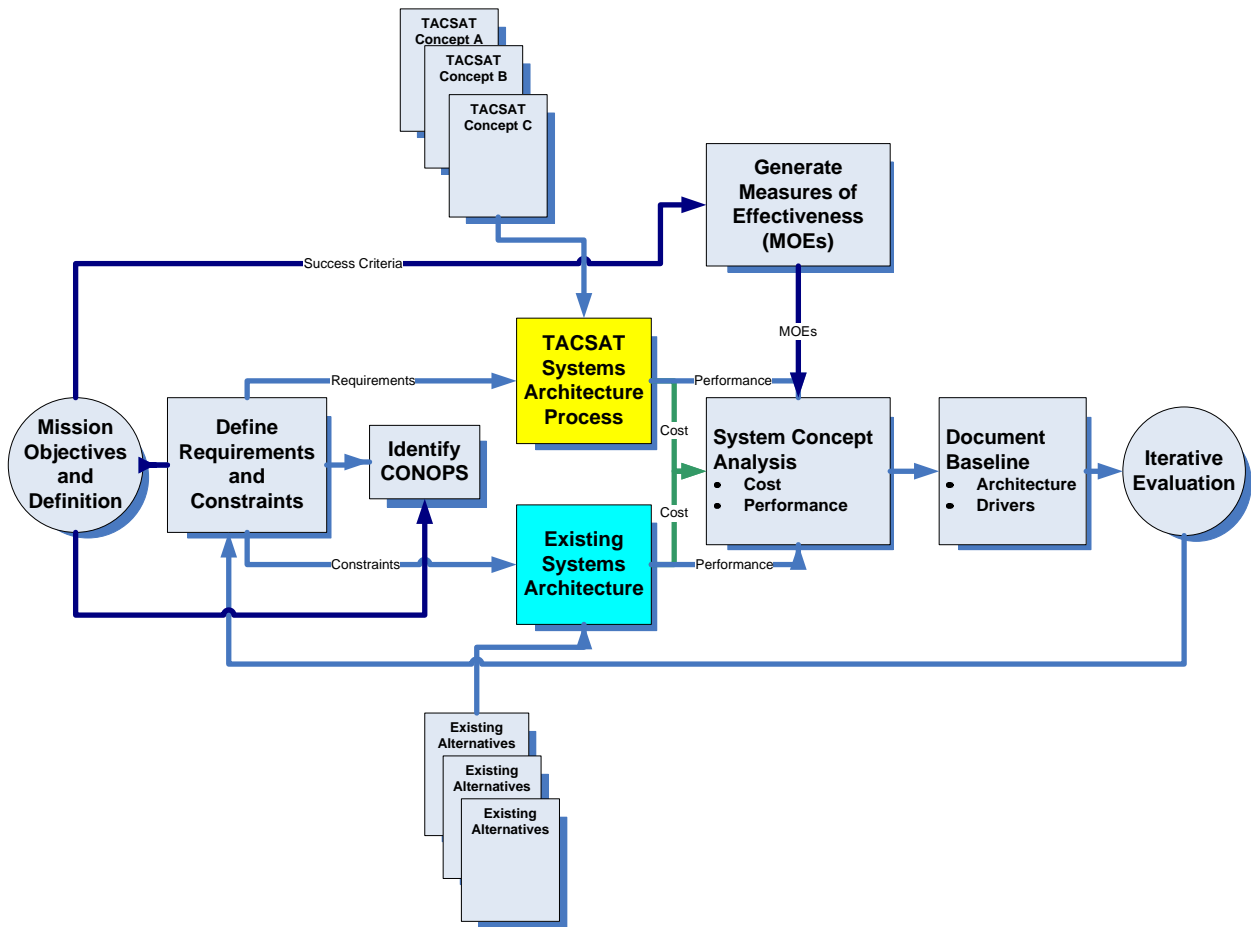 TACSAT
Concept A
TACSAT
Concept B
TACSAT
Concept C
Generate
Measures of
Effectiveness
(MOEs)
Success Criteria
MOEs
TACSAT
Systems
Architecture
Process
Requirements
Performance
Cost
Mission
Objectives
and
Definition
Define
Requirements
and
Constraints
Identify
CONOPS
System Concept
Analysis
• Cost
• Performance
Document
Baseline
• Architecture
• Drivers
Iterative
Evaluation
Cost
Constraints
Existing
Systems
Architecture
Performance
Existing
Alternatives
Existing
Alternatives
Existing
Alternatives